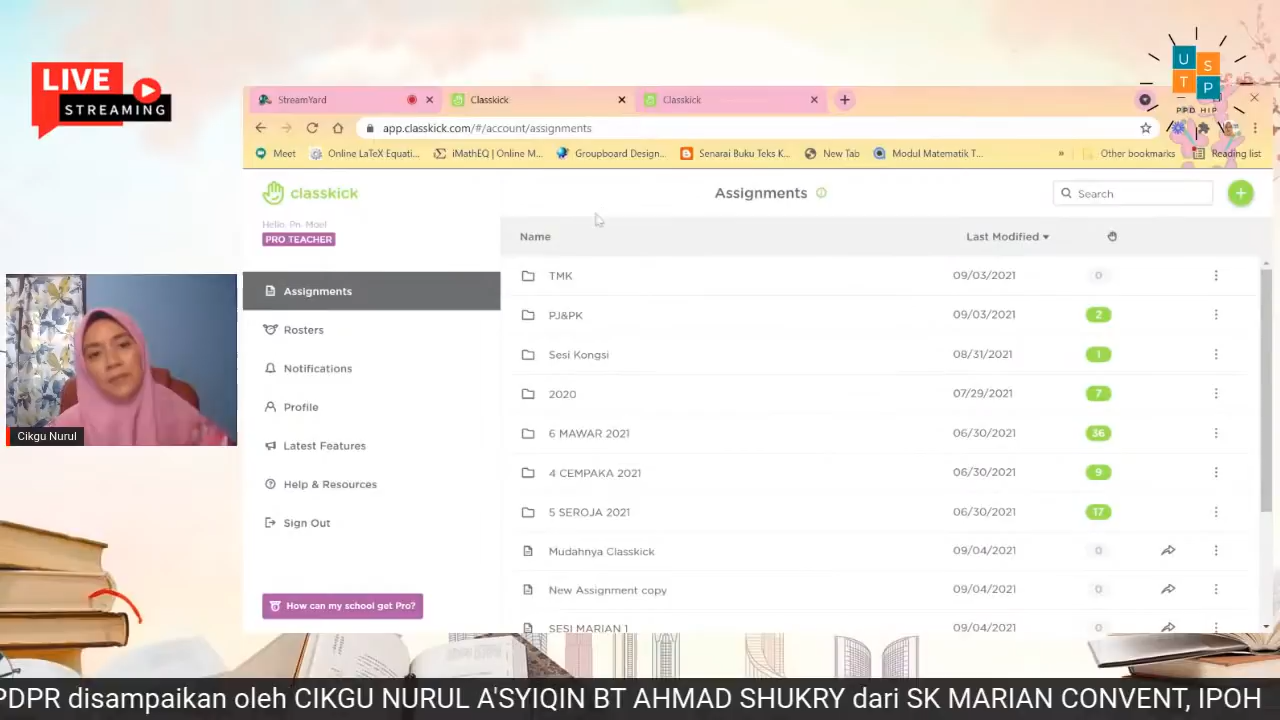 LIVE
STREAMING
U S
T P
PPD HIP
StreamYard
Classkick
Classkick
app.classkick.com/#/account/assignments
Meet
Online LaTeX Equati...
iMathEQ | Online M...
Groupboard Design...
Senarai Buku Teks K...
New Tab
Modul Matematik T...
»
Other bookmarks
Reading list
classkick
Hello, Pn. Mael
PRO TEACHER
Assignments
Search
Name
Last Modified
Assignments
Rosters
Notifications
Profile
Latest Features
Help & Resources
Sign Out
How can my school get Pro?
TMK 09/03/2021 0
PJ&PK 09/03/2021 2
Sesi Kongsi 08/31/2021 1
2020 07/29/2021 7
6 MAWAR 2021 06/30/2021 36
4 CEMPAKA 2021 06/30/2021 9
5 SEROJA 2021 06/30/2021 17
Mudahnya Classkick 09/04/2021 0
New Assignment copy 09/04/2021 0
SESI MARIAN 1 09/04/2021 0
Cikgu Nurul
PDPR disampaikan oleh CIKGU NURUL A'SYIQIN BT AHMAD SHUKRY dari SK MARIAN CONVENT, IPOH